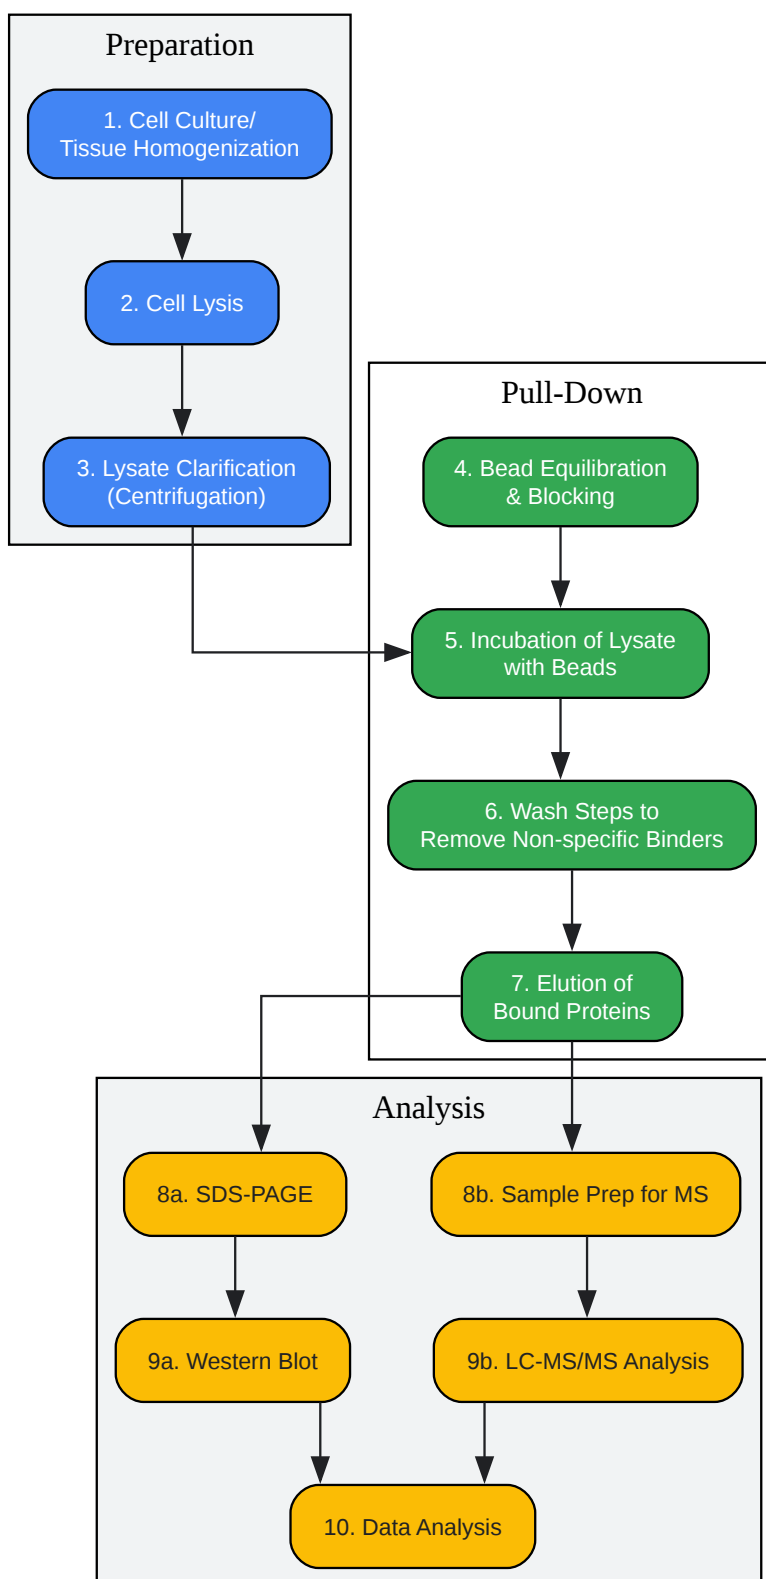 Preparation
1. Cell Culture/
Tissue Homogenization
2. Cell Lysis
3. Lysate Clarification
(Centrifugation)
Pull-Down
4. Bead Equilibration
& Blocking
5. Incubation of Lysate
with Beads
6. Wash Steps to
Remove Non-specific Binders
7. Elution of
Bound Proteins
Analysis
8a. SDS-PAGE
8b. Sample Prep for MS
9a. Western Blot
9b. LC-MS/MS Analysis
10. Data Analysis